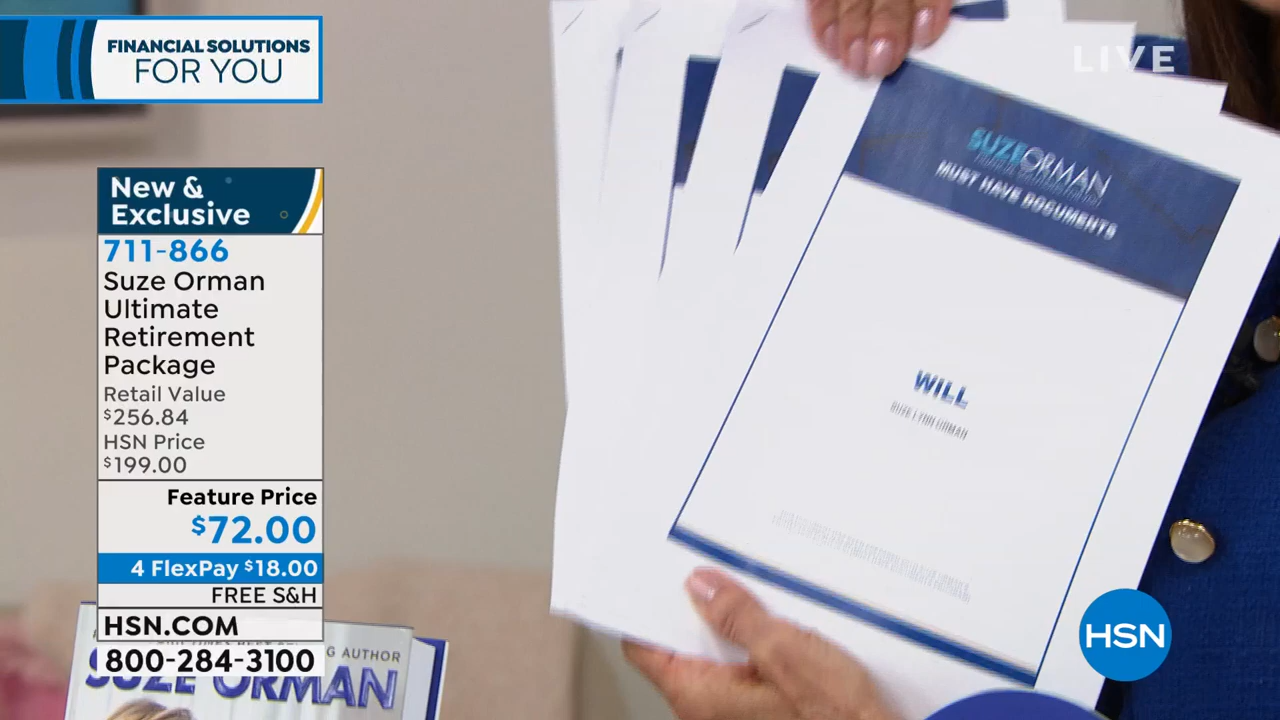 FINANCIAL SOLUTIONS
FOR YOU
LIVE
New &
Exclusive
711-866
Suze Orman
Ultimate
Retirement
Package
Retail Value
$256.84
HSN Price
$199.00
Feature Price
$72.00
4 FlexPay $18.00
FREE S&H
HSN.COM
800-284-3100
SUZE ORMAN
MUST HAVE DOCUMENTS
WILL
HSN
G AUTHOR
SUZE ORMAN